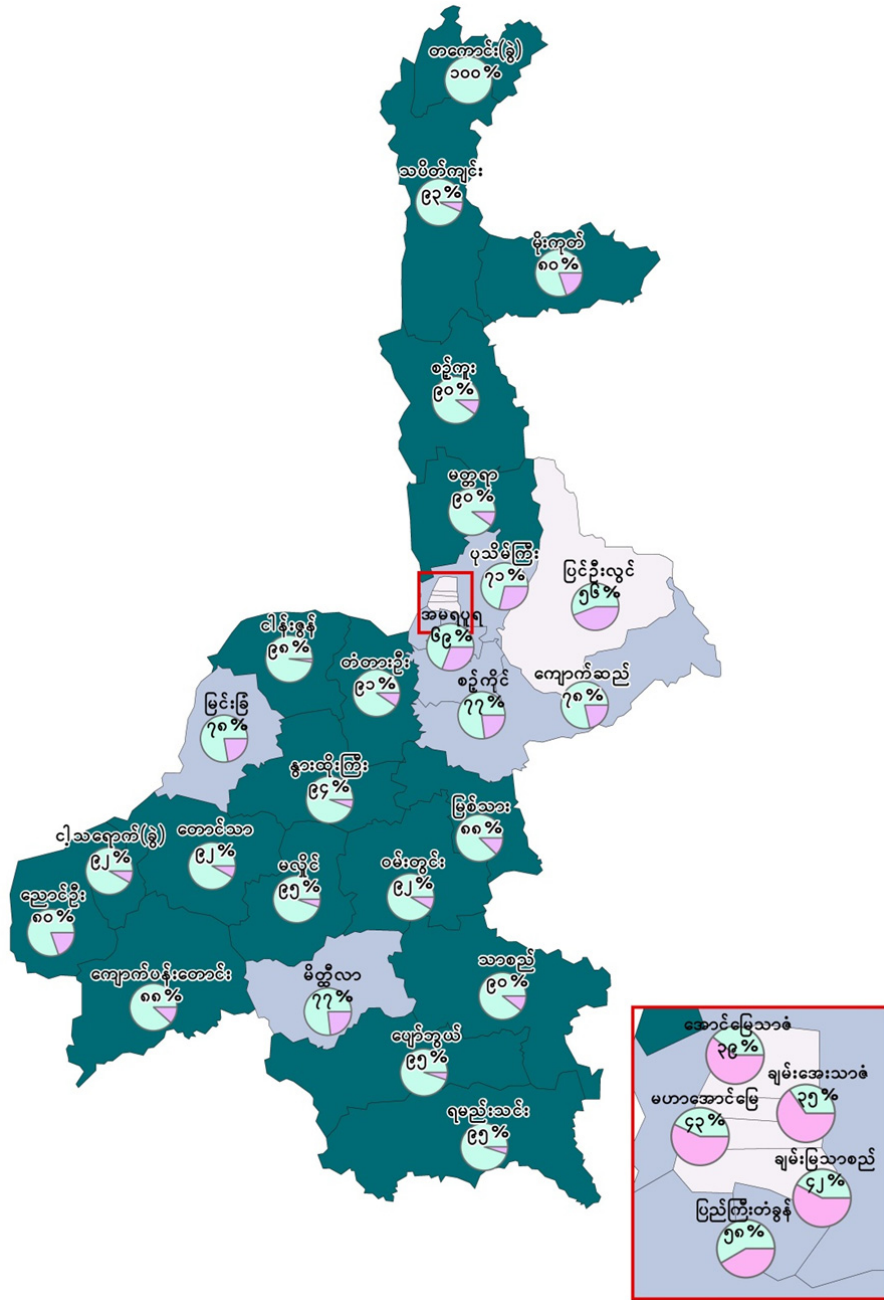 တကောင်း(ခွဲ)
၁၀၀%
သပိတ်ကျင်း
၉၃%
မိုးကုတ်
၈၀%
စဉ့်ကူး
၉၀%
မတ္တရာ
၉၀%
ပုသိမ်ကြီး
၇၁%
ပြင်ဦးလွင်
၅၆%
အမရပူရ
၆၉%
ငါန်းဇွန်
၉၈%
တံတားဦး
၉၁%
စဉ့်ကိုင်
၇၇%
ကျောက်ဆည်
၇၈%
မြင်းခြံ
၇၈%
နွားထိုးကြီး
၉၄%
မြစ်သား
၈၈%
ငါ့သရောက်(ခွဲ)
၉၂%
တောင်သာ
၉၂%
မလှိုင်
၉၅%
ဝမ်းတွင်း
၉၂%
ညောင်ဦး
၈၀%
ကျောက်ပန်းတောင်း
၈၈%
မိတ္ထီလာ
၇၇%
သာစည်
၉၀%
ပျော်ဘွယ်
၉၅%
ရမည်းသင်း
၉၅%
အောင်မြေသာစံ
၃၉%
ချမ်းအေးသာစံ
၃၅%
မဟာအောင်မြေ
၄၃%
ချမ်းမြသာစည်
၄၂%
ပြည်ကြီးတံခွန်
၅၈%